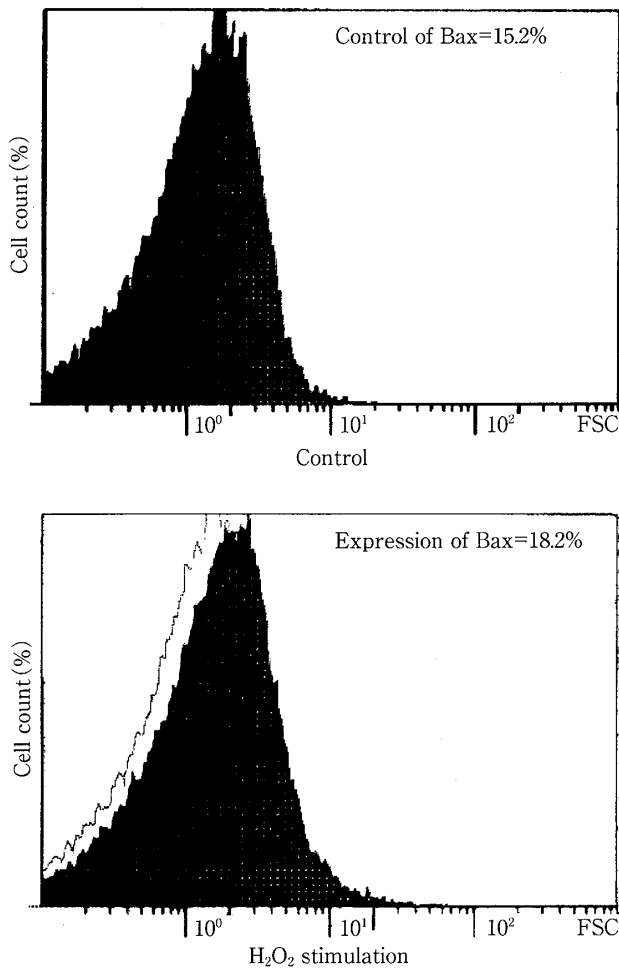 Control of Bax=15.2%
Cell count(%)
10⁰ 10¹ 10² FSC
Control
Expression of Bax=18.2%
Cell count(%)
10⁰ 10¹ 10² FSC
H₂O₂ stimulation